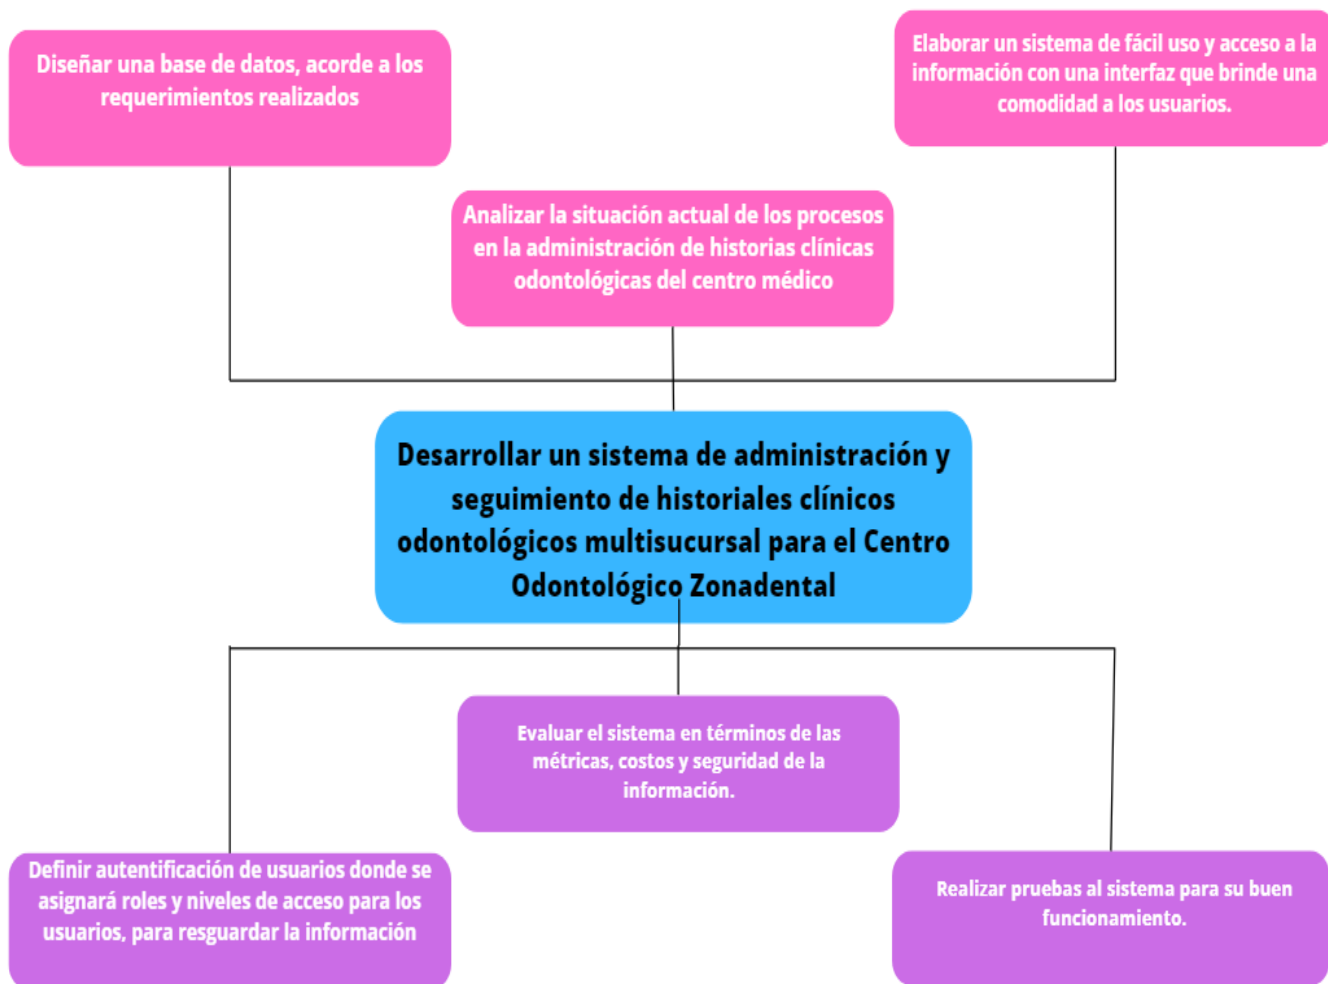 Diseñar una base de datos, acorde a los
requerimientos realizados
Elaborar un sistema de fácil uso y acceso a la
información con una interfaz que brinde una
comodidad a los usuarios.
Analizar la situación actual de los procesos
en la administración de historias clínicas
odontológicas del centro médico
Desarrollar un sistema de administración y
seguimiento de historiales clínicos
odontológicos multisucursal para el Centro
Odontológico Zonadental
Evaluar el sistema en términos de las
métricas, costos y seguridad de la
información.
Definir autentificación de usuarios donde se
asignará roles y niveles de acceso para los
usuarios, para resguardar la información
Realizar pruebas al sistema para su buen
funcionamiento.